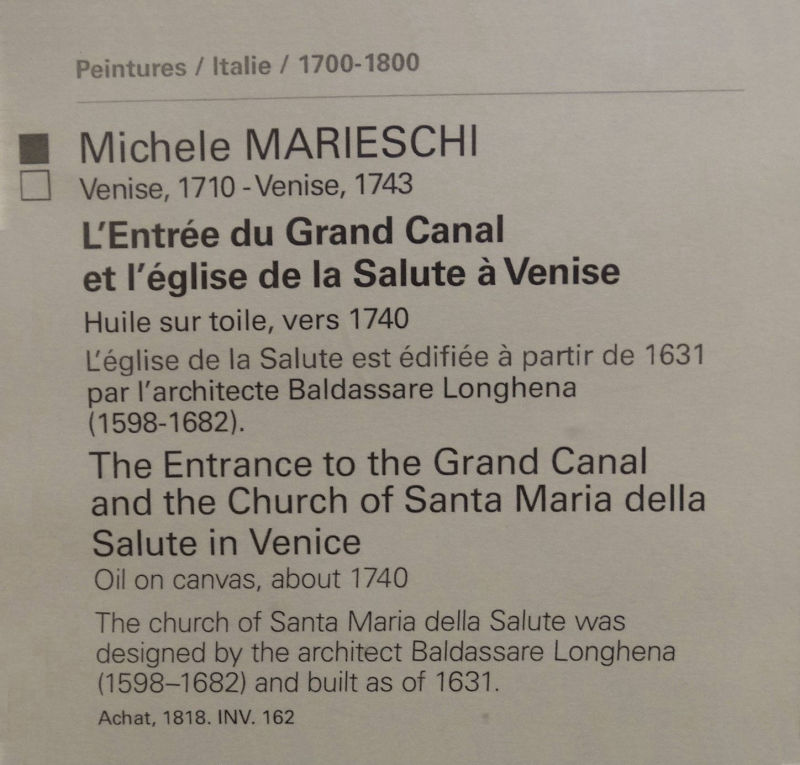 Peintures / Italie / 1700-1800
Michele MARIESCHI
Venise, 1710 - Venise, 1743
L'Entrée du Grand Canal
et l'église de la Salute à Venise
Huile sur toile, vers 1740
L'église de la Salute est édifiée à partir de 1631
par l'architecte Baldassare Longhena
(1598-1682).
The Entrance to the Grand Canal
and the Church of Santa Maria della
Salute in Venice
Oil on canvas, about 1740
The church of Santa Maria della Salute was
designed by the architect Baldassare Longhena
(1598–1682) and built as of 1631.
Achat, 1818. INV. 162